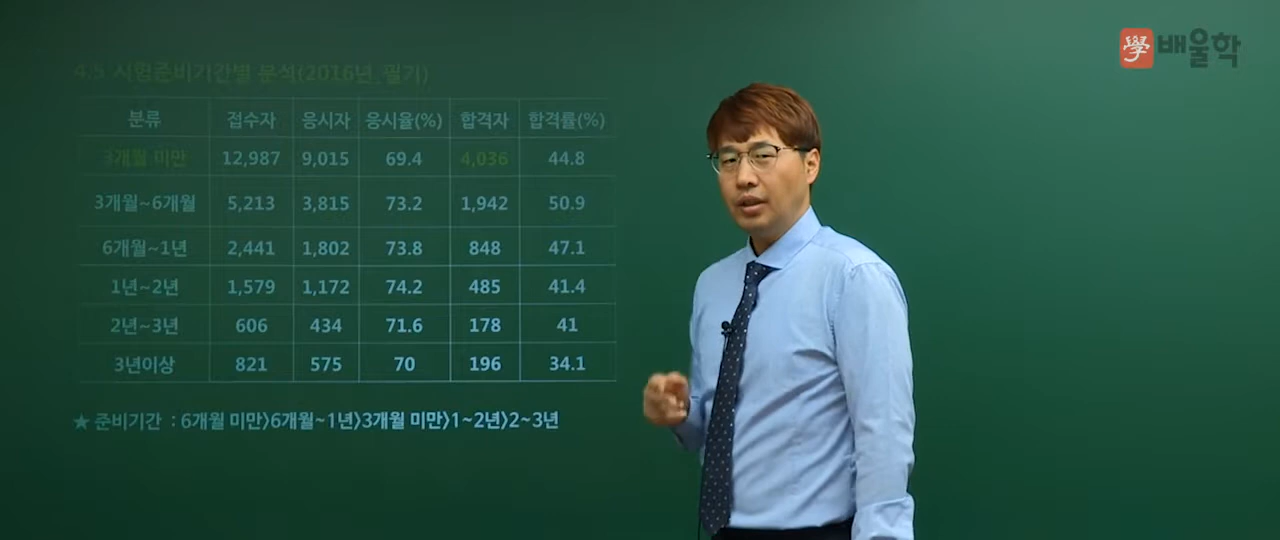 學 배울학
4.5 시험준비기간별 분석(2016년_필기)
분류 접수자 응시자 응시율(%) 합격자 합격률(%)
3개월 미만 12,987 9,015 69.4 4,036 44.8
3개월~6개월 5,213 3,815 73.2 1,942 50.9
6개월~1년 2,441 1,802 73.8 848 47.1
1년~2년 1,579 1,172 74.2 485 41.4
2년~3년 606 434 71.6 178 41
3년이상 821 575 70 196 34.1
★ 준비기간 : 6개월 미만>6개월~1년>3개월 미만>1~2년>2~3년